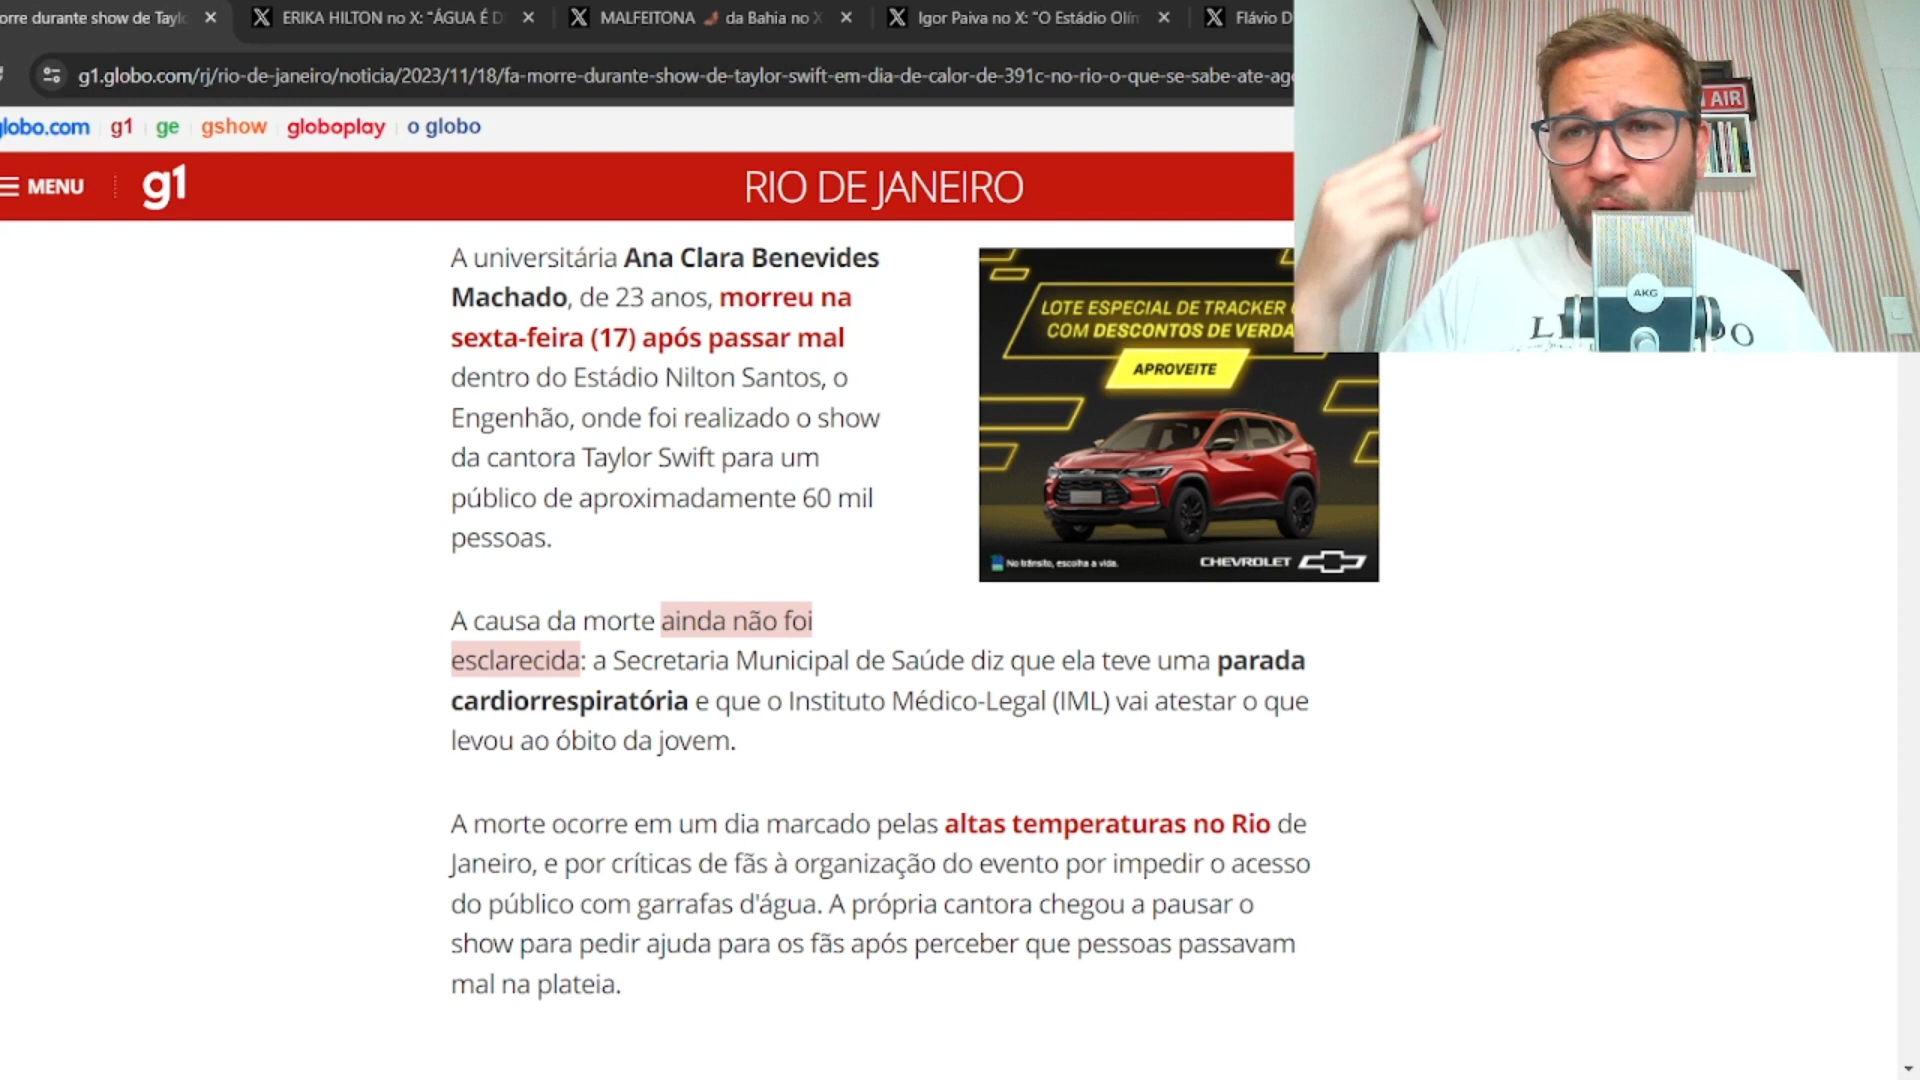 orre durante show de Tayl
ERIKA HILTON no X: "ÁGUA É D
MALFEITONA da Bahia no X
Igor Paiva no X: "O Estádio Olím
Flávio D
g1.globo.com/rj/rio-de-janeiro/noticia/2023/11/18/fa-morre-durante-show-de-taylor-swift-em-dia-de-calor-de-391c-no-rio-o-que-se-sabe-ate-ago
globo.com g1 ge gshow globoplay o globo
MENU g1 RIO DE JANEIRO
A universitária Ana Clara Benevides
Machado, de 23 anos, morreu na
sexta-feira (17) após passar mal
dentro do Estádio Nilton Santos, o
Engenhão, onde foi realizado o show
da cantora Taylor Swift para um
público de aproximadamente 60 mil
pessoas.
LOTE ESPECIAL DE TRACKER
COM DESCONTOS DE VERDA
APROVEITE
No trânsito, escolha a vida.
CHEVROLET
A causa da morte ainda não foi
esclarecida: a Secretaria Municipal de Saúde diz que ela teve uma parada
cardiorrespiratória e que o Instituto Médico-Legal (IML) vai atestar o que
levou ao óbito da jovem.
A morte ocorre em um dia marcado pelas altas temperaturas no Rio de
Janeiro, e por críticas de fãs à organização do evento por impedir o acesso
do público com garrafas d'água. A própria cantora chegou a pausar o
show para pedir ajuda para os fãs após perceber que pessoas passavam
mal na plateia.
AIR
AKG